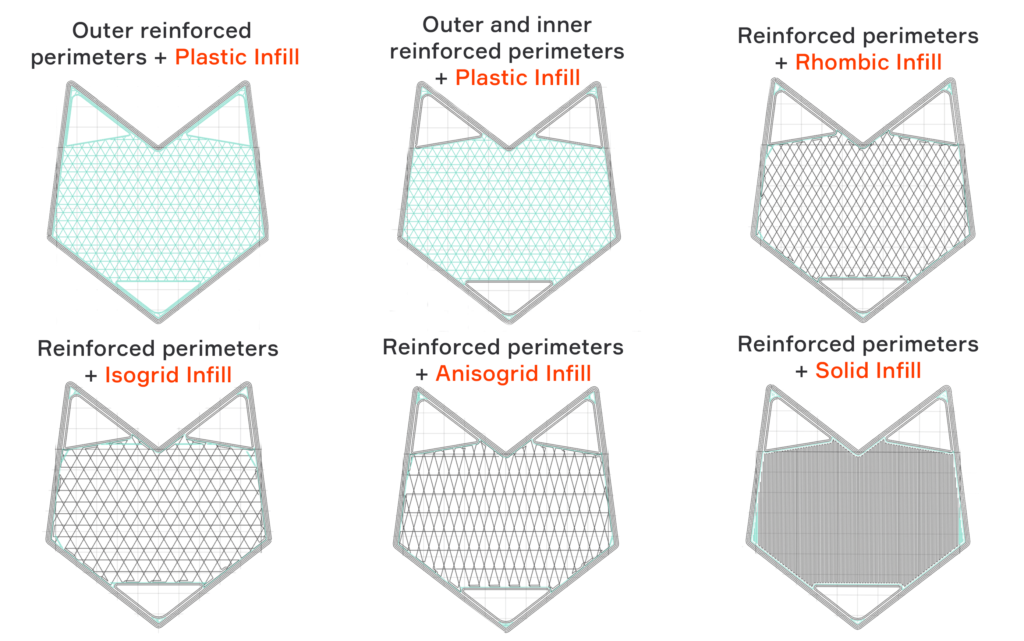 Outer reinforced
perimeters + Plastic Infill
Outer and inner
reinforced perimeters
+ Plastic Infill
Reinforced perimeters
+ Rhombic Infill
Reinforced perimeters
+ Isogrid Infill
Reinforced perimeters
+ Anisogrid Infill
Reinforced perimeters
+ Solid Infill